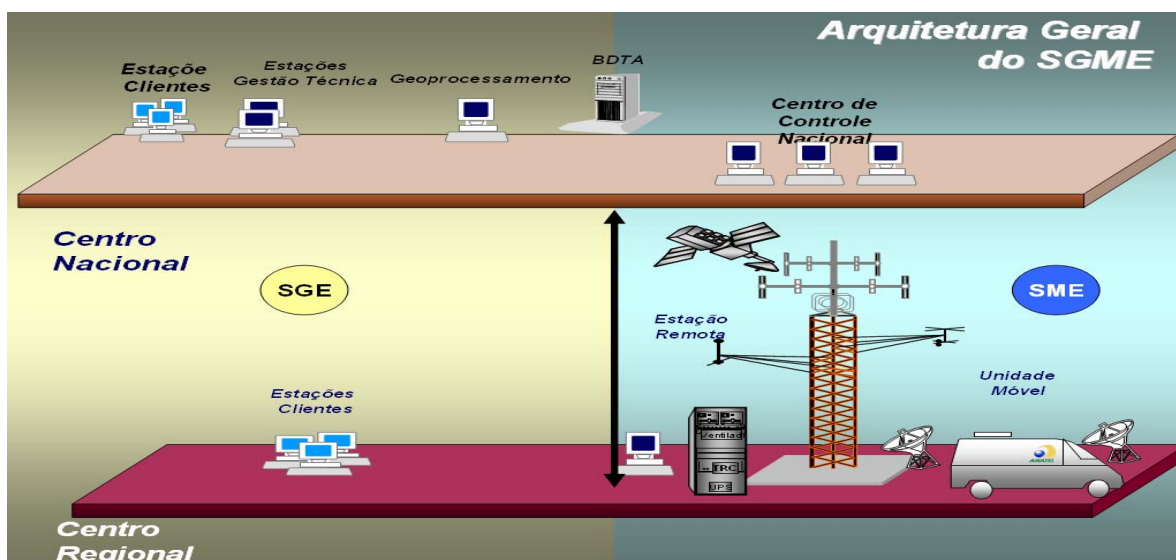 Arquitetura Geral
do SGME
Estaçõe
Clientes
Estações
Gestão Técnica
Geoprocessamento
BDTA
Centro de
Controle
Nacional
Centro
Nacional
SGE
SME
Estação
Remota
Unidade
Móvel
Estações
Clientes
Ventilad
TRC
UPS
ANATEL
Centro
Regional